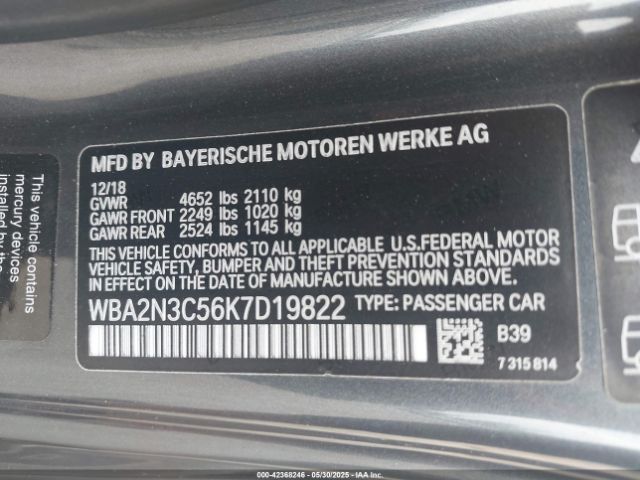 MFD BY BAYERISCHE MOTOREN WERKE AG
12/18
GVWR 4652 lbs 2110 kg
GAWR FRONT 2249 lbs 1020 kg
GAWR REAR 2524 lbs 1145 kg
THIS VEHICLE CONFORMS TO ALL APPLICABLE U.S.FEDERAL MOTOR
VEHICLE SAFETY, BUMPER AND THEFT PREVENTION STANDARDS
IN EFFECT ON THE DATE OF MANUFACTURE SHOWN ABOVE.
WBA2N3C56K7D19822 TYPE: PASSENGER CAR
B39
7 315 814
This vehicle conta
mercury devices
installed by the
000-42368246 - 05/30/2025 - IAA, Inc.